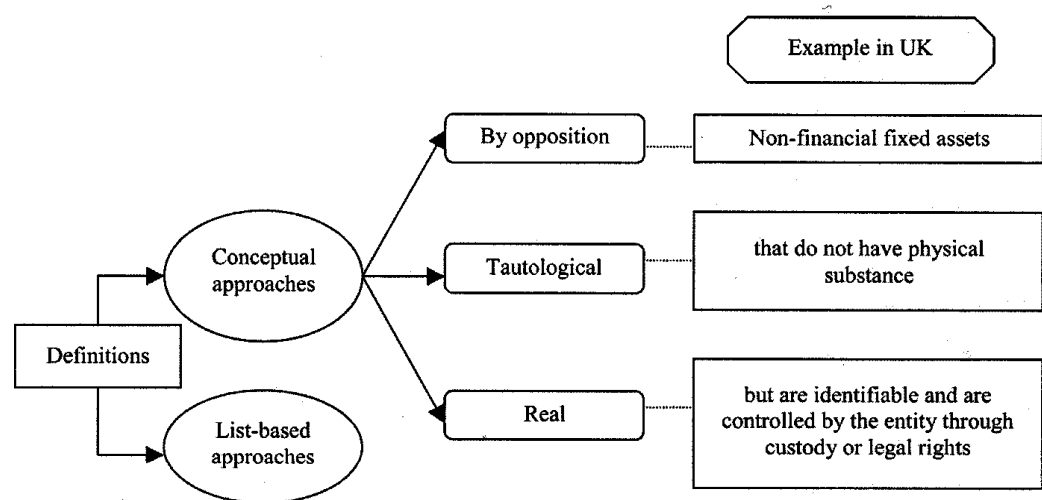 Example in UK
By opposition
Non-financial fixed assets
Conceptual
approaches
Tautological
that do not have physical
substance
Definitions
Real
but are identifiable and are
controlled by the entity through
custody or legal rights
List-based
approaches